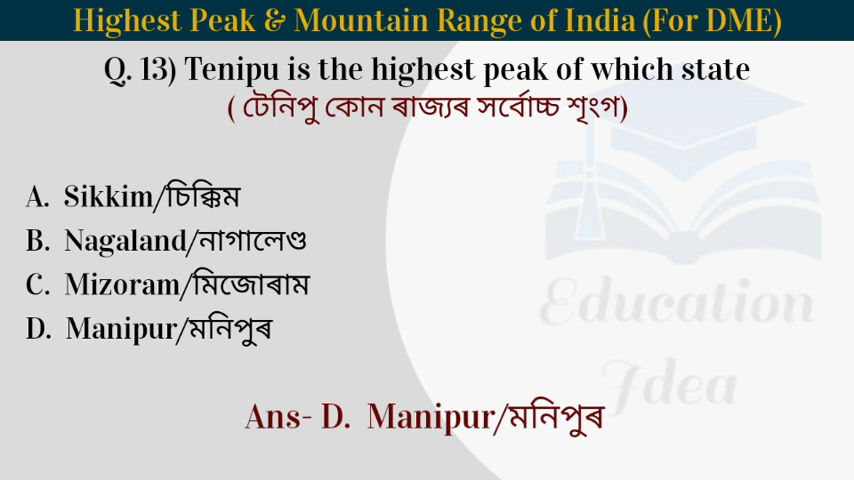 Highest Peak & Mountain Range of India (For DME)
Q. 13) Tenipu is the highest peak of which state
( টেনিপু কোন ৰাজ্যৰ সৰ্বোচ্চ শৃংগ)
A. Sikkim/চিক্কিম
B. Nagaland/নাগালেণ্ড
C. Mizoram/মিজোৰাম
D. Manipur/মনিপুৰ
Education
Idea
Ans- D. Manipur/মনিপুৰ